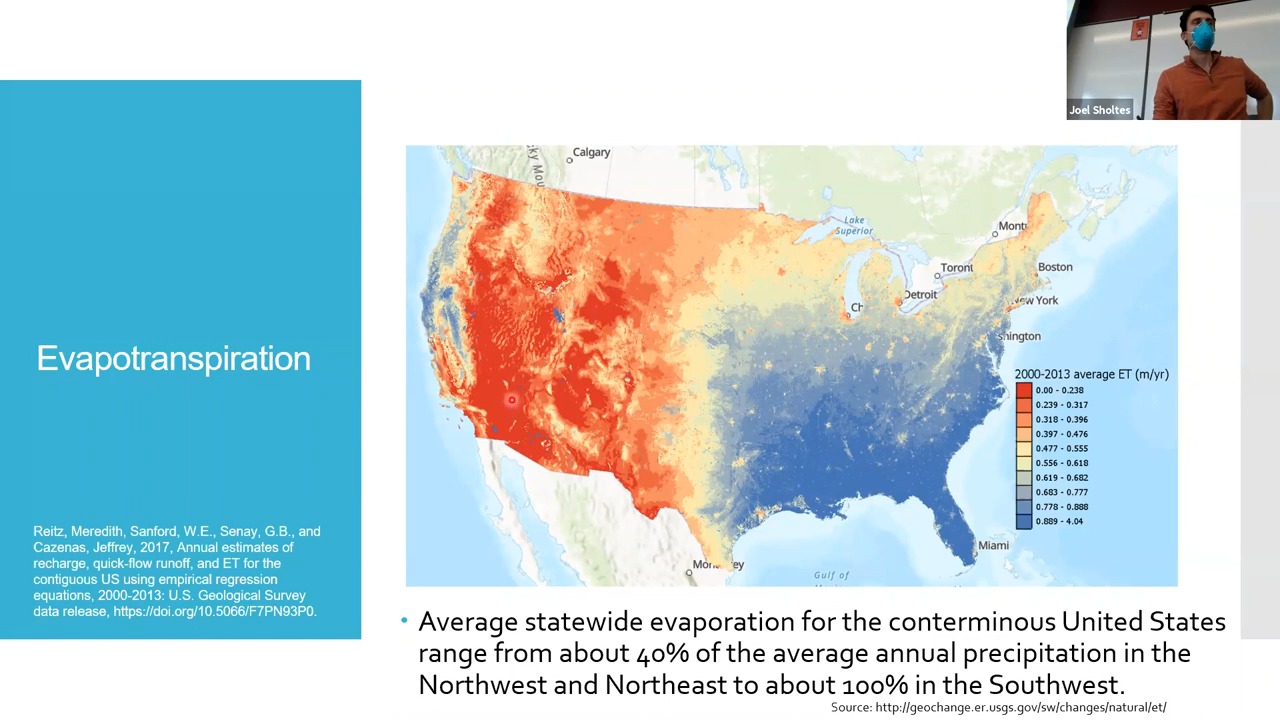 Joel Sholtes
Evapotranspiration
Reitz, Meredith, Sanford, W.E., Senay, G.B., and
Cazenas, Jeffrey, 2017, Annual estimates of
recharge, quick-flow runoff, and ET for the
contiguous US using empirical regression
equations, 2000-2013: U.S. Geological Survey
data release, https://doi.org/10.5066/F7PN93P0.
ky Mou
Calgary
Lake
Superior
Montr
Toront
Boston
Detroit
Ch
New York
shington
Miami
Mont
ey
Gulf of
2000-2013 average ET (m/yr)
0.00 - 0.238
0.239 - 0.317
0.318 - 0.396
0.397 - 0.476
0.477 - 0.555
0.556 - 0.618
0.619 - 0.682
0.683 - 0.777
0.778 - 0.888
0.889 - 4.04
• Average statewide evaporation for the conterminous United States
range from about 40% of the average annual precipitation in the
Northwest and Northeast to about 100% in the Southwest.
Source: http://geochange.er.usgs.gov/sw/changes/natural/et/